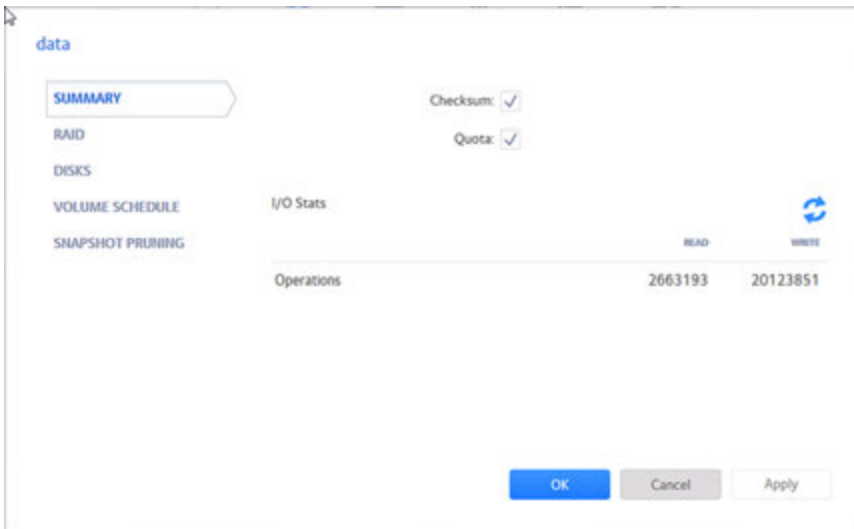 data
SUMMARY
RAID
DISKS
VOLUME SCHEDULE
SNAPSHOT PRUNING
Checksum:
Quota:
I/O Stats
READ WRITE
Operations 2663193 20123851
OK Cancel Apply